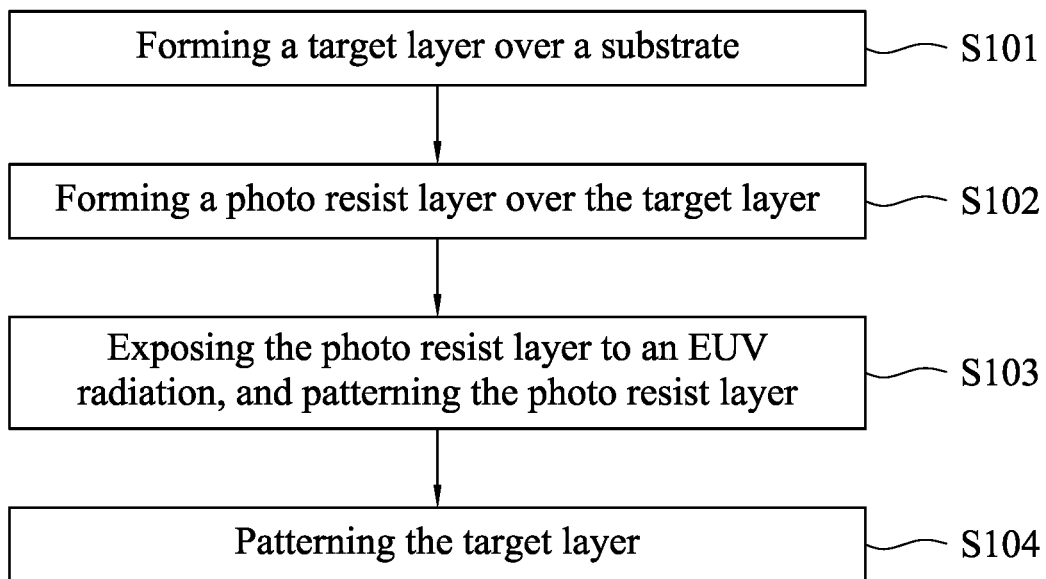 Forming a target layer over a substrate
S101
Forming a photo resist layer over the target layer
S102
Exposing the photo resist layer to an EUV
radiation, and patterning the photo resist layer
S103
Patterning the target layer
S104